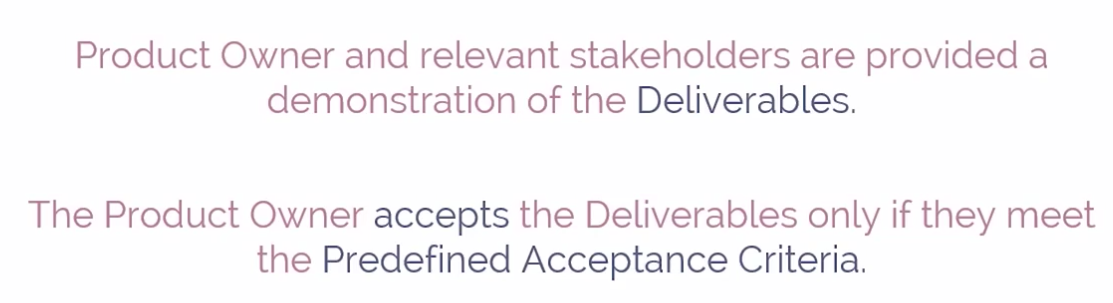 Product Owner and relevant stakeholders are provided a
demonstration of the Deliverables.
The Product Owner accepts the Deliverables only if they meet
the Predefined Acceptance Criteria.